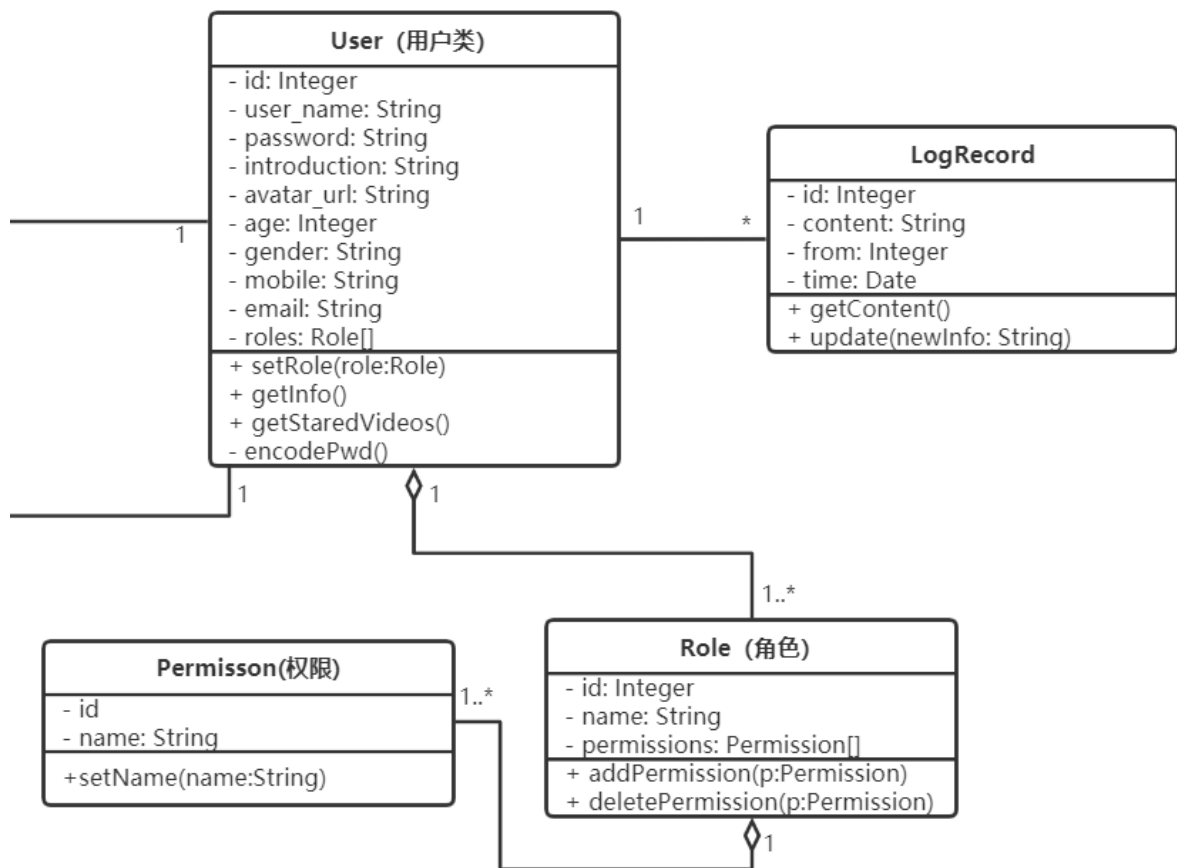 User (用户类)
- id: Integer
- user_name: String
- password: String
- introduction: String
- avatar_url: String
- age: Integer
- gender: String
- mobile: String
- email: String
- roles: Role[]
+ setRole(role:Role)
+ getInfo()
+ getStaredVideos()
- encodePwd()
1
1
1
1
*
LogRecord
- id: Integer
- content: String
- from: Integer
- time: Date
+ getContent()
+ update(newInfo: String)
1..*
Permisson(权限)
- id
- name: String
+setName(name:String)
1..*
Role (角色)
- id: Integer
- name: String
- permissions: Permission[]
+ addPermission(p:Permission)
+ deletePermission(p:Permission)
1